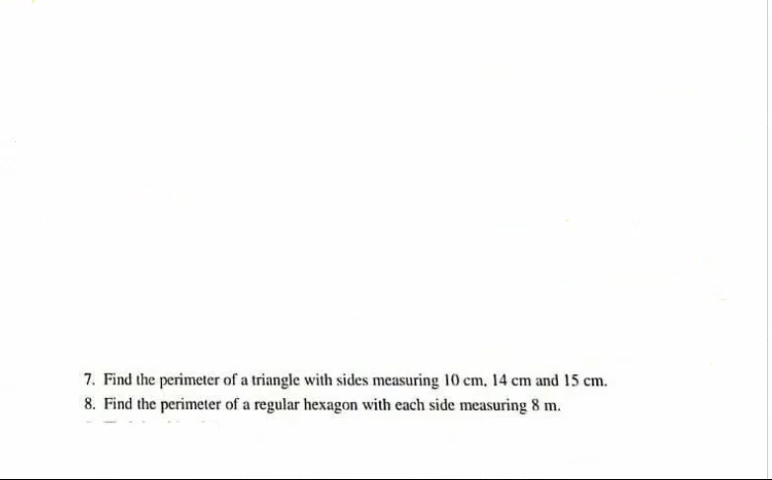 7. Find the perimeter of a triangle with sides measuring 10 cm, 14 cm and 15 cm.
8. Find the perimeter of a regular hexagon with each side measuring 8 m.